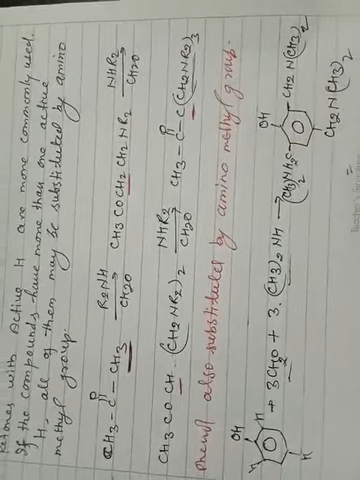 Ketones with Active H are more commonly used.
If the compounds have more than one active
H, all of them may be substituted by amino
methyl group.
CH3-C-CH3 R2NH CH2O CH3COCH2CH2NR2 NHR2 CH2O
O
CH3COCH-(CH2NR2)2 NHR2 CH2O CH3-C-C(CH2NR2)3
O
Phenol also substituted by amino methyl group.
OH H H H + 3CH2O + 3.(CH3)2NH → (CH3)2NH2C OH CH2N(CH3)2
CH2N(CH3)2